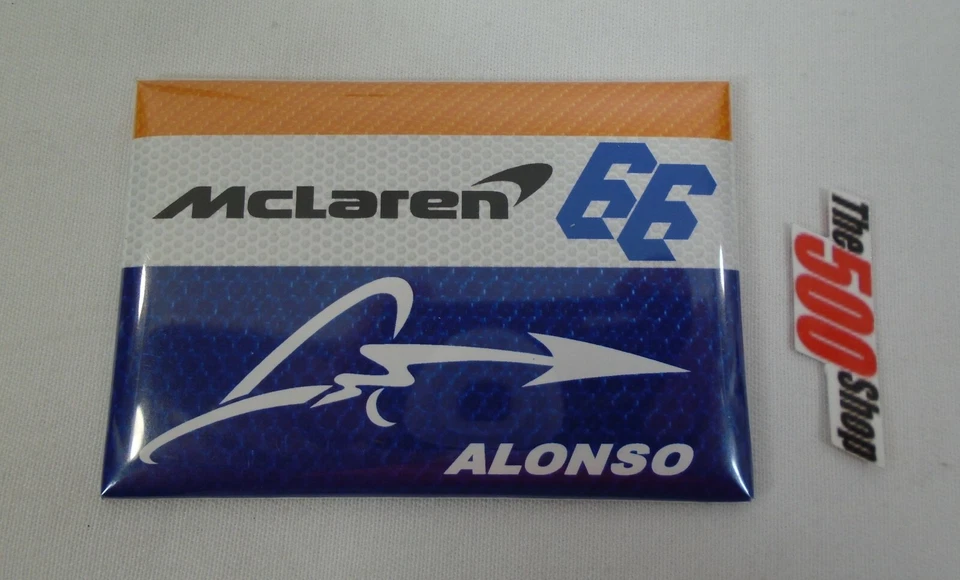 McLaren 66
ALONSO
The
500
Shop